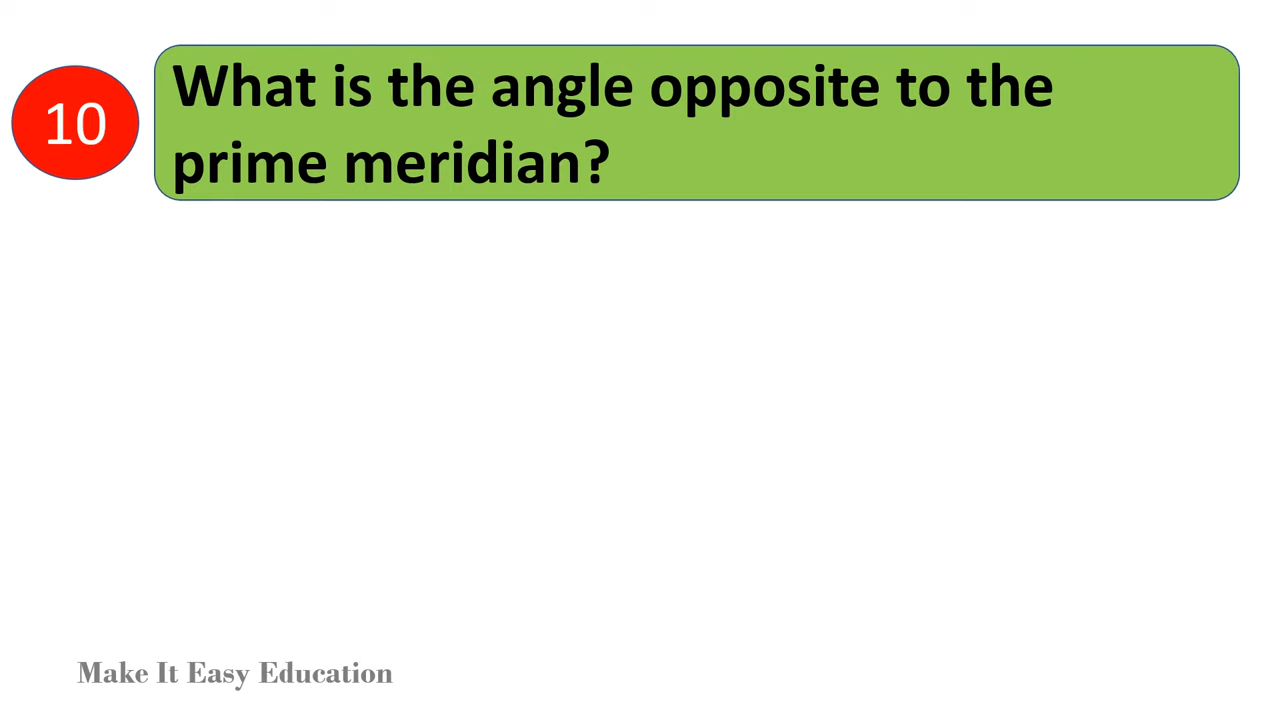 10
What is the angle opposite to the
prime meridian?
Make It Easy Education